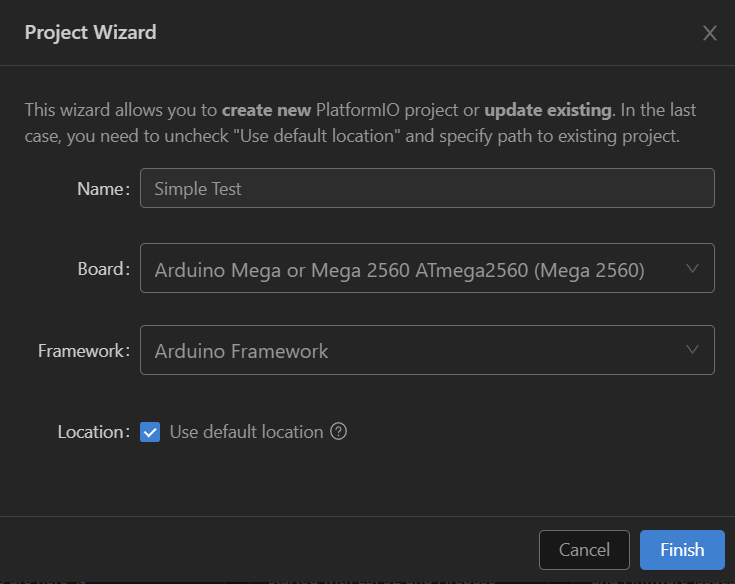 Project Wizard
This wizard allows you to create new PlatformIO project or update existing. In the last
case, you need to uncheck "Use default location" and specify path to existing project.
Name: Simple Test
Board: Arduino Mega or Mega 2560 ATmega2560 (Mega 2560)
Framework: Arduino Framework
Location: Use default location
Cancel Finish